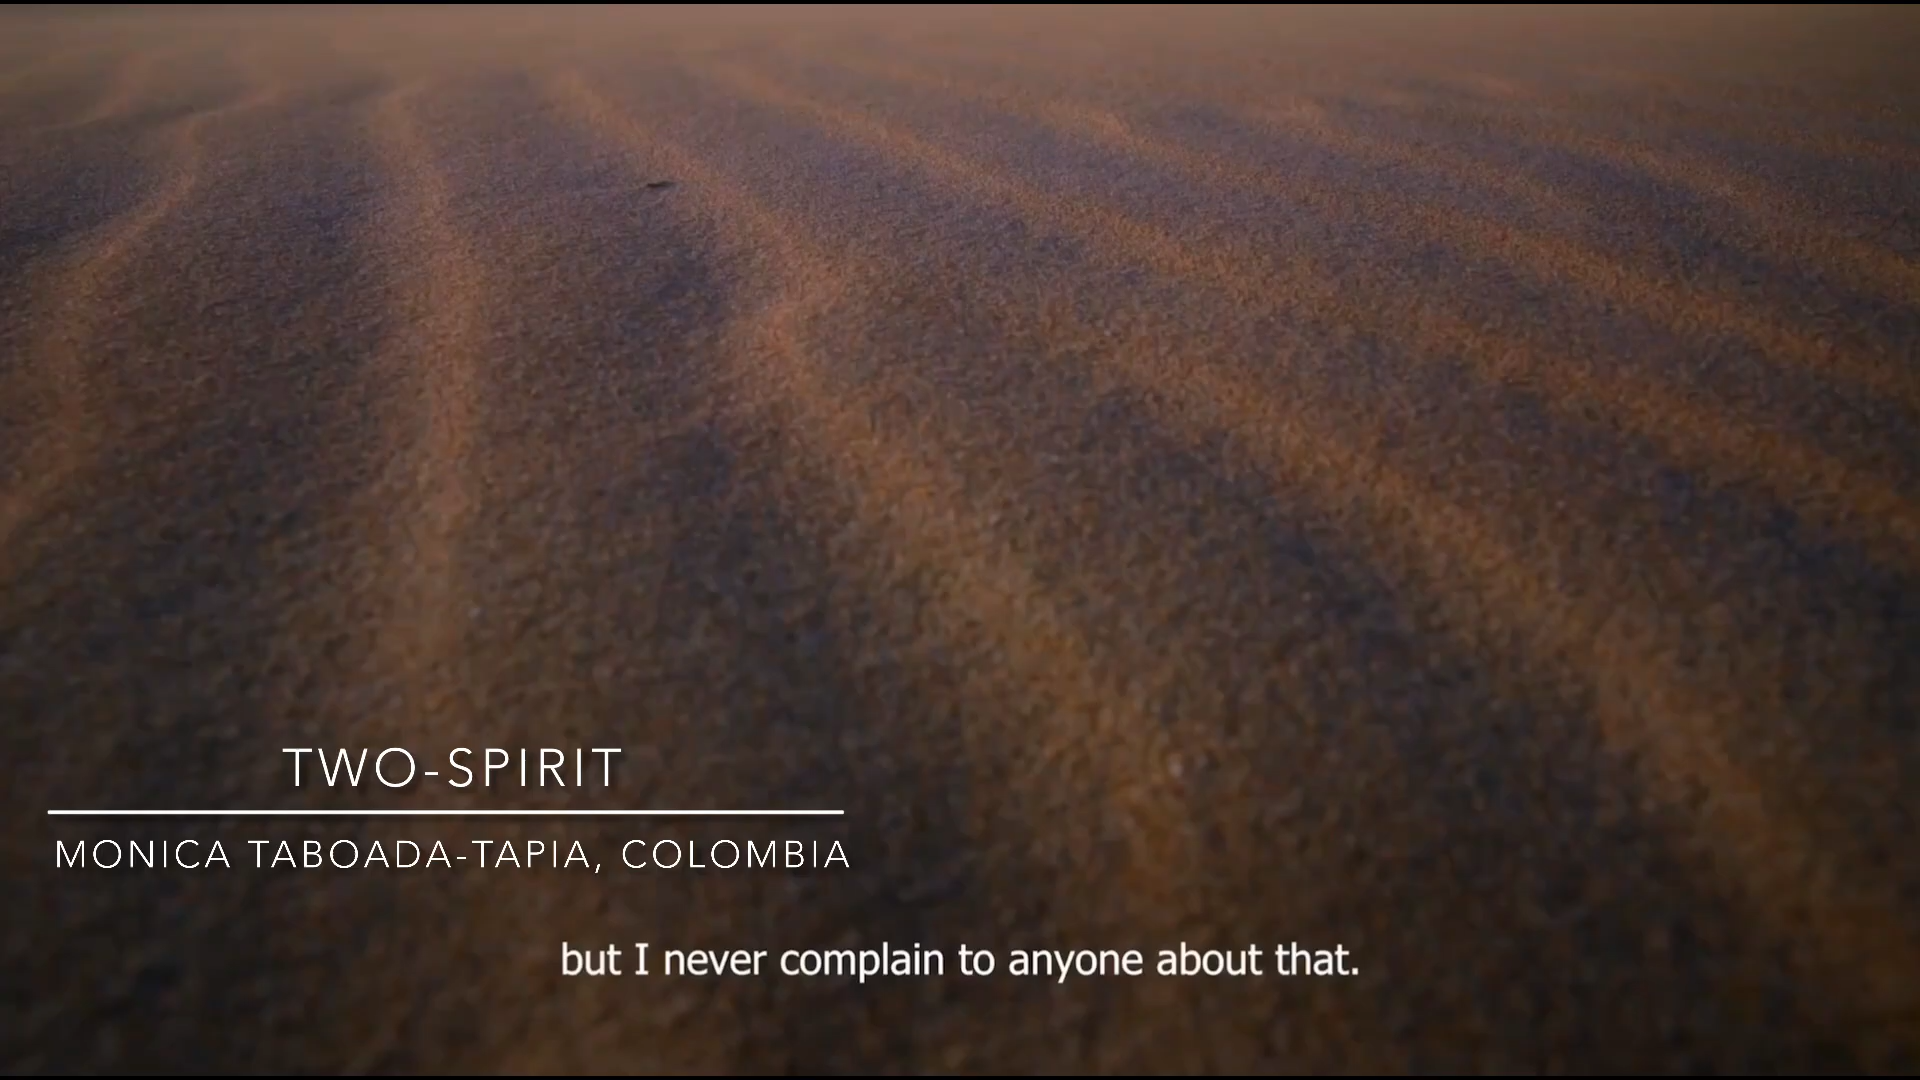 TWO-SPIRIT
MONICA TABOADA-TAPIA, COLOMBIA
but I never complain to anyone about that.